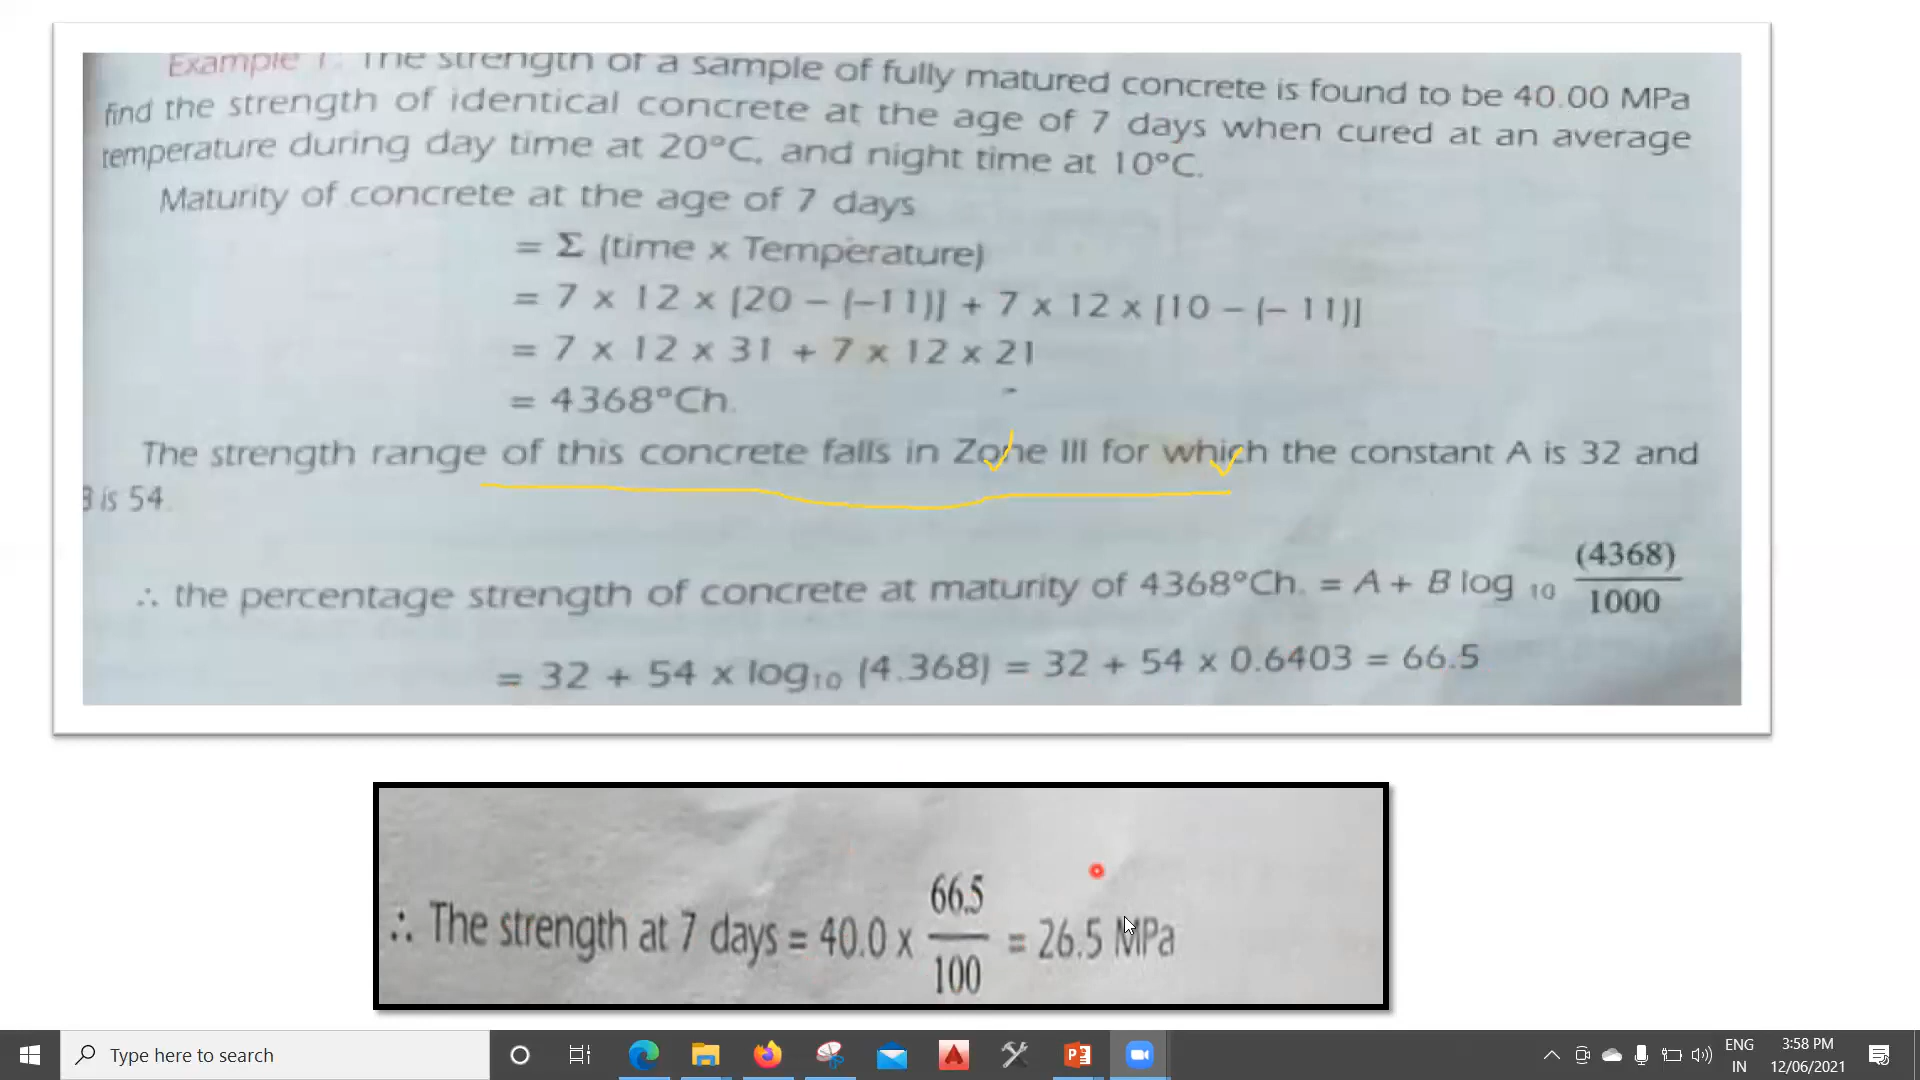 Example 1. The strength of a sample of fully matured concrete is found to be 40.00 MPa
find the strength of identical concrete at the age of 7 days when cured at an average
temperature during day time at 20°C, and night time at 10°C.
Maturity of concrete at the age of 7 days
= Σ (time x Temperature)
= 7 x 12 x [20 – (–11)] + 7 x 12 x [10 – (– 11)]
= 7 x 12 x 31 + 7 x 12 x 21
= 4368°Ch.
The strength range of this concrete falls in Zone III for which the constant A is 32 and
B is 54.
∴ the percentage strength of concrete at maturity of 4368°Ch. = A + B log 10 (4368)/1000
= 32 + 54 x log10 (4.368) = 32 + 54 x 0.6403 = 66.5
∴ The strength at 7 days = 40.0 x 66.5/100 = 26.5 MPa
Type here to search
ENG
IN
3:58 PM
12/06/2021